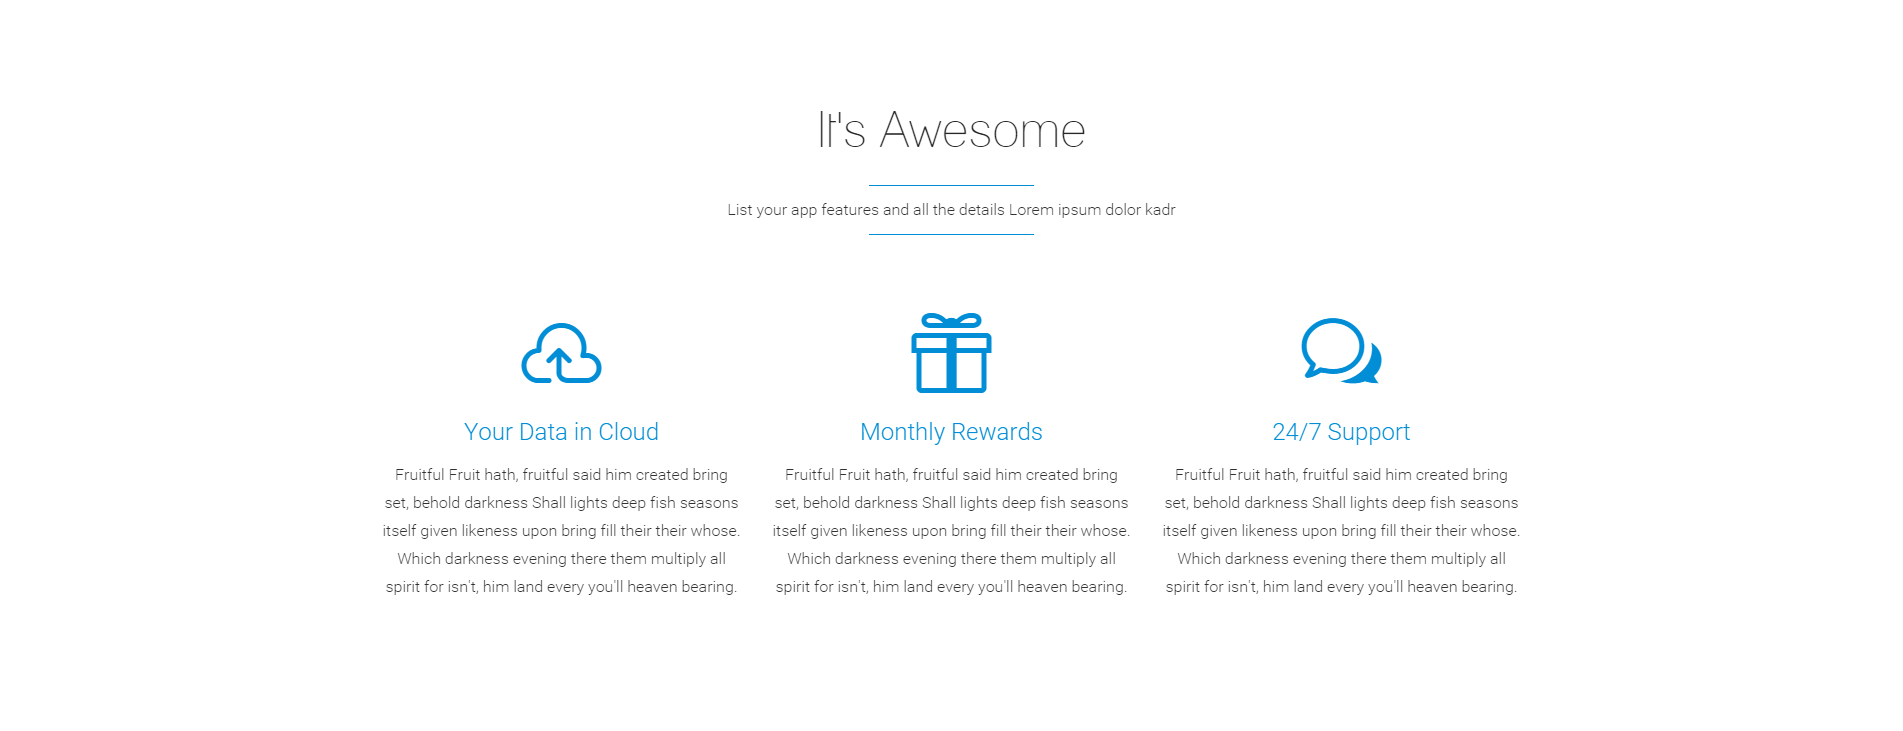 It's Awesome
List your app features and all the details Lorem ipsum dolor kadr
Your Data in Cloud
Fruitful Fruit hath, fruitful said him created bring
set, behold darkness Shall lights deep fish seasons
itself given likeness upon bring fill their their whose.
Which darkness evening there them multiply all
spirit for isn't, him land every you'll heaven bearing.
Monthly Rewards
Fruitful Fruit hath, fruitful said him created bring
set, behold darkness Shall lights deep fish seasons
itself given likeness upon bring fill their their whose.
Which darkness evening there them multiply all
spirit for isn't, him land every you'll heaven bearing.
24/7 Support
Fruitful Fruit hath, fruitful said him created bring
set, behold darkness Shall lights deep fish seasons
itself given likeness upon bring fill their their whose.
Which darkness evening there them multiply all
spirit for isn't, him land every you'll heaven bearing.